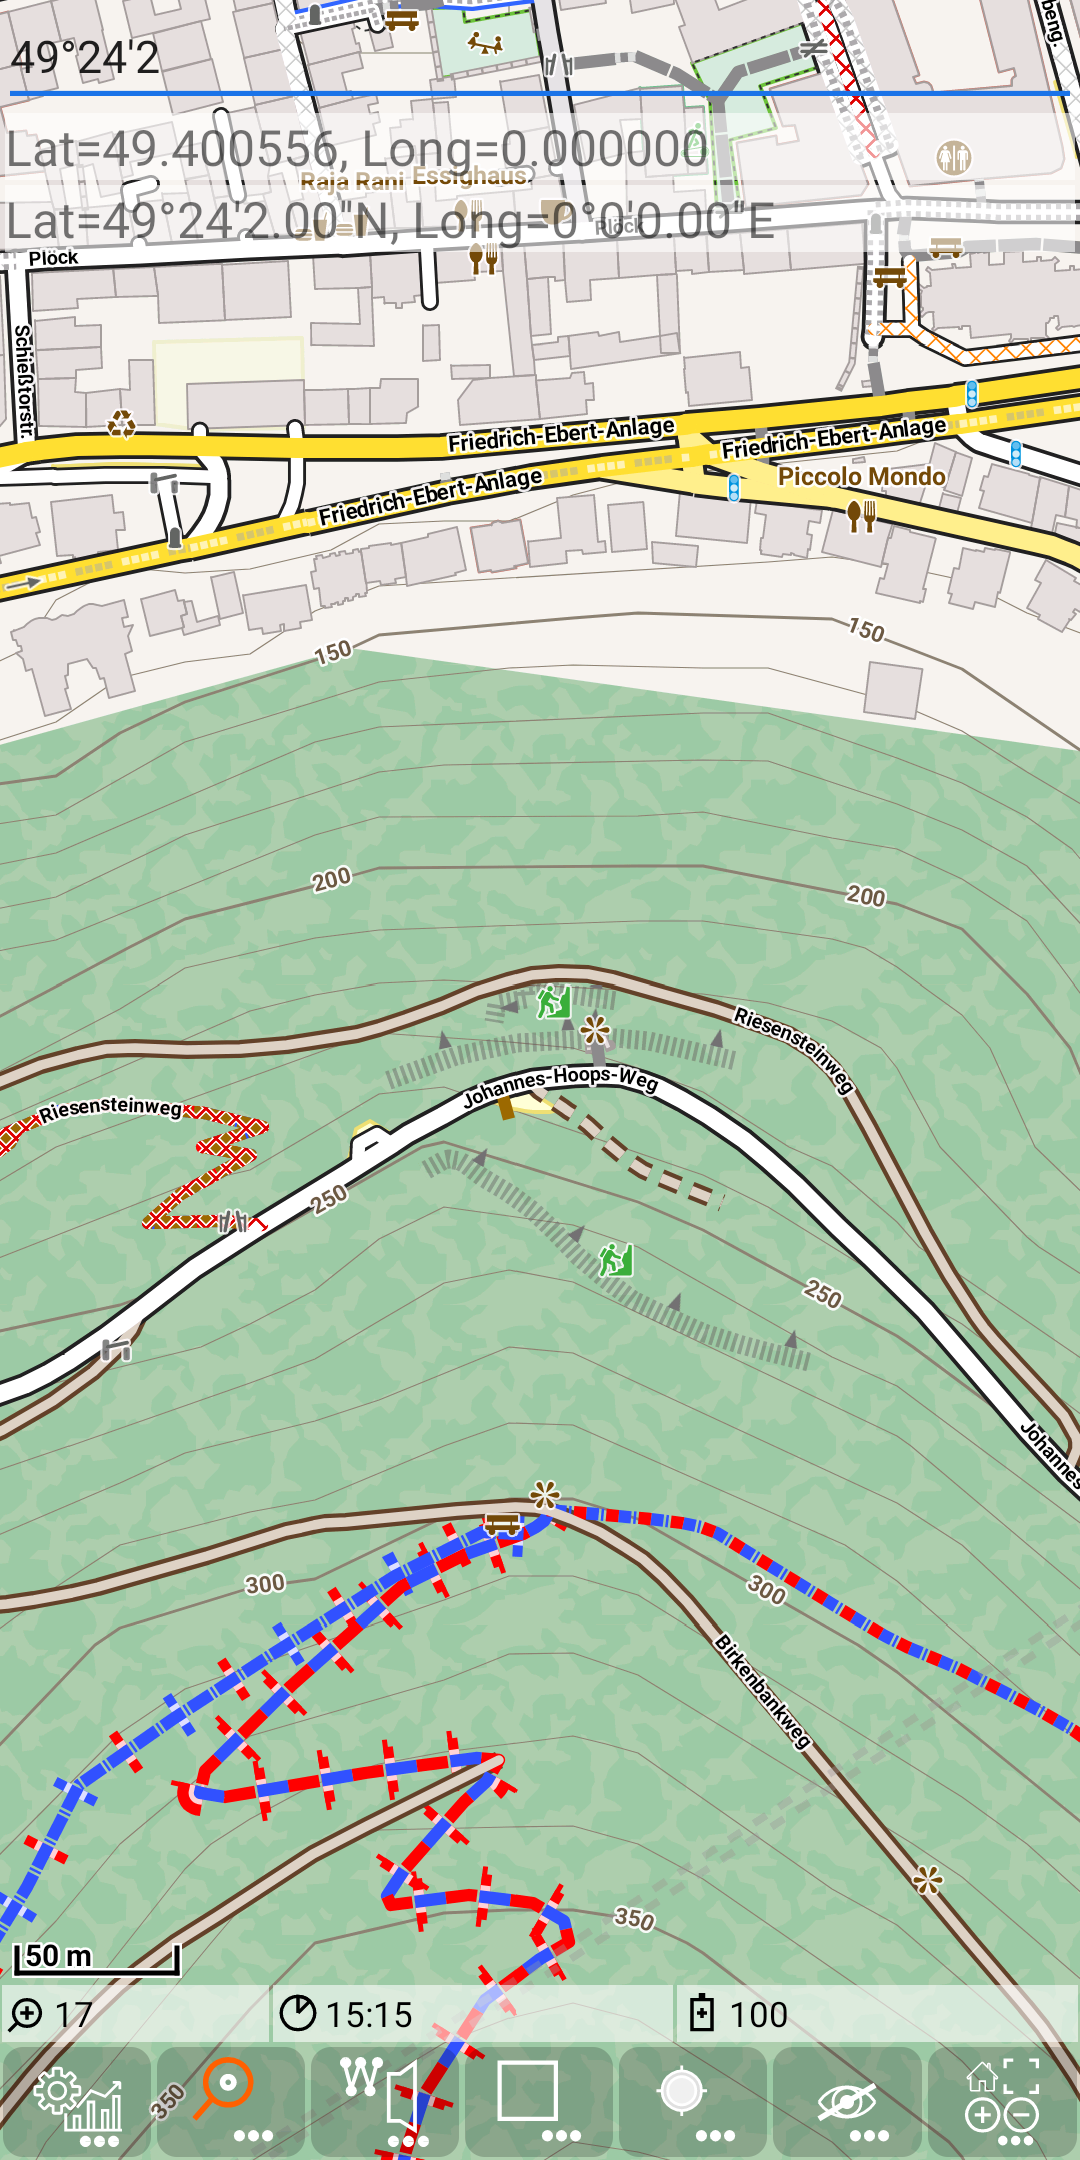 49°24'2
berg.
Lat=49.400556, Long=0.000000
Raja Rani Essighaus
Lat=49°24'2.00"N, Long=0°0'0.00"E
Plöck
Plöck
Schießtorstr.
Friedrich-Ebert-Anlage
Friedrich-Ebert-Anlage
Friedrich-Ebert-Anlage
Piccolo Mondo
150
150
200
200
Riesensteinweg
Johannes-Hoops-Weg
Riesensteinweg
250
250
Johannes
300
300
Birkenbankweg
350
50 m
17
15:15
100
W
350